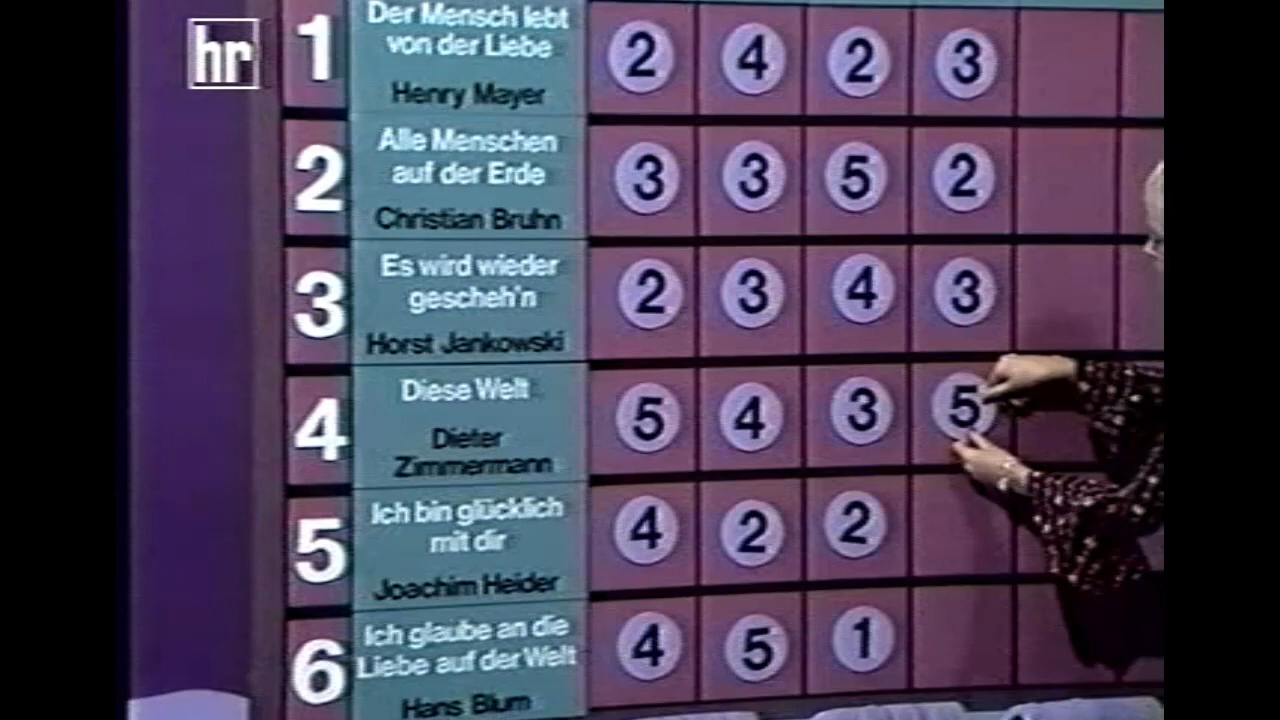 hr
1
Der Mensch lebt
von der Liebe
Henry Mayer
2 4 2 3
2
Alle Menschen
auf der Erde
Christian Bruhn
3 3 5 2
3
Es wird wieder
gescheh'n
Horst Jankowski
2 3 4 3
4
Diese Welt
Dieter
Zimmermann
5 4 3 5
5
Ich bin glücklich
mit dir
Joachim Heider
4 2 2
6
Ich glaube an die
Liebe auf der Welt
Hans Blum
4 5 1